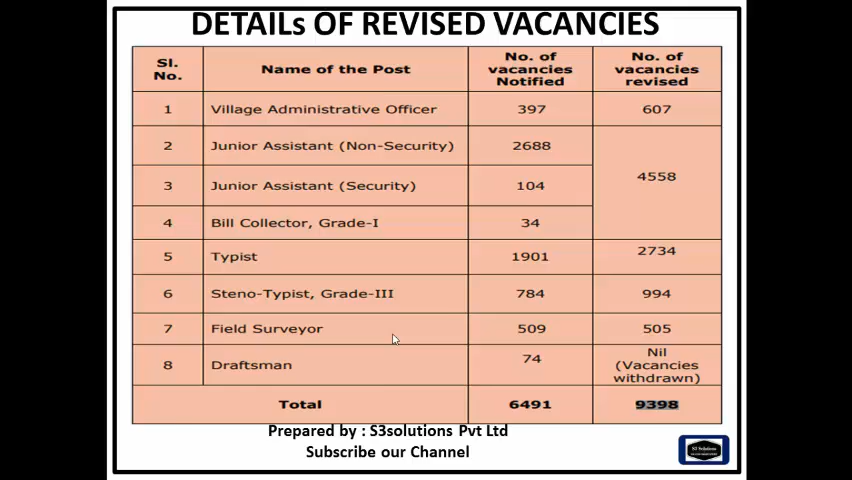 DETAILs OF REVISED VACANCIES
Sl. No. Name of the Post No. of vacancies Notified No. of vacancies revised
1 Village Administrative Officer 397 607
2 Junior Assistant (Non-Security) 2688 4558
3 Junior Assistant (Security) 104
4 Bill Collector, Grade-I 34
5 Typist 1901 2734
6 Steno-Typist, Grade-III 784 994
7 Field Surveyor 509 505
8 Draftsman 74 Nil (Vacancies withdrawn)
Total 6491 9398
Prepared by : S3solutions Pvt Ltd
Subscribe our Channel
S3 Solutions